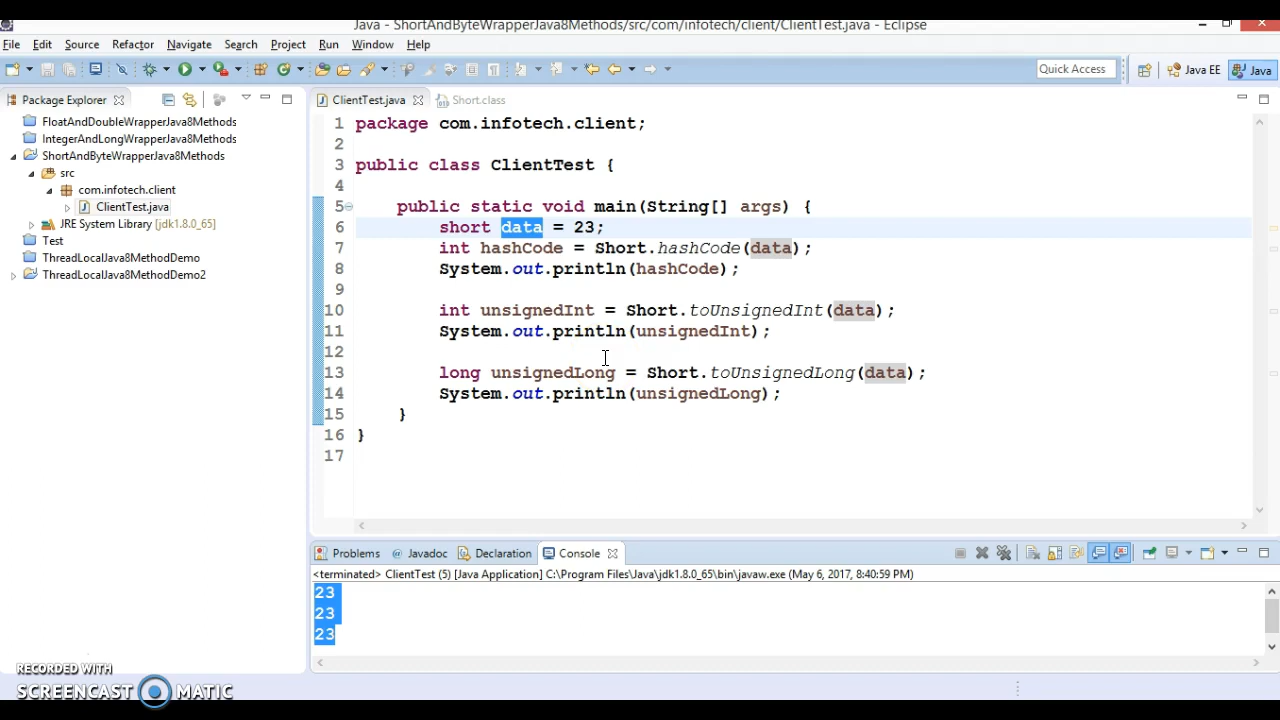 Java - ShortAndByteWrapperJava8Methods/src/com/infotech/client/ClientTest.java - Eclipse
File Edit Source Refactor Navigate Search Project Run Window Help
Quick Access Java EE Java
Package Explorer
FloatAndDoubleWrapperJava8Methods
IntegerAndLongWrapperJava8Methods
ShortAndByteWrapperJava8Methods
src
com.infotech.client
ClientTest.java
JRE System Library [jdk1.8.0_65]
Test
ThreadLocalJava8MethodDemo
ThreadLocalJava8MethodDemo2
ClientTest.java Short.class
1 package com.infotech.client;
2
3 public class ClientTest {
4
5 public static void main(String[] args) {
6 short data = 23;
7 int hashCode = Short.hashCode(data);
8 System.out.println(hashCode);
9
10 int unsignedInt = Short.toUnsignedInt(data);
11 System.out.println(unsignedInt);
12
13 long unsignedLong = Short.toUnsignedLong(data);
14 System.out.println(unsignedLong);
15 }
16 }
17
Problems Javadoc Declaration Console
<terminated> ClientTest (5) [Java Application] C:\Program Files\Java\jdk1.8.0_65\bin\javaw.exe (May 6, 2017, 8:40:59 PM)
23
23
23
RECORDED WITH
SCREENCAST MATIC